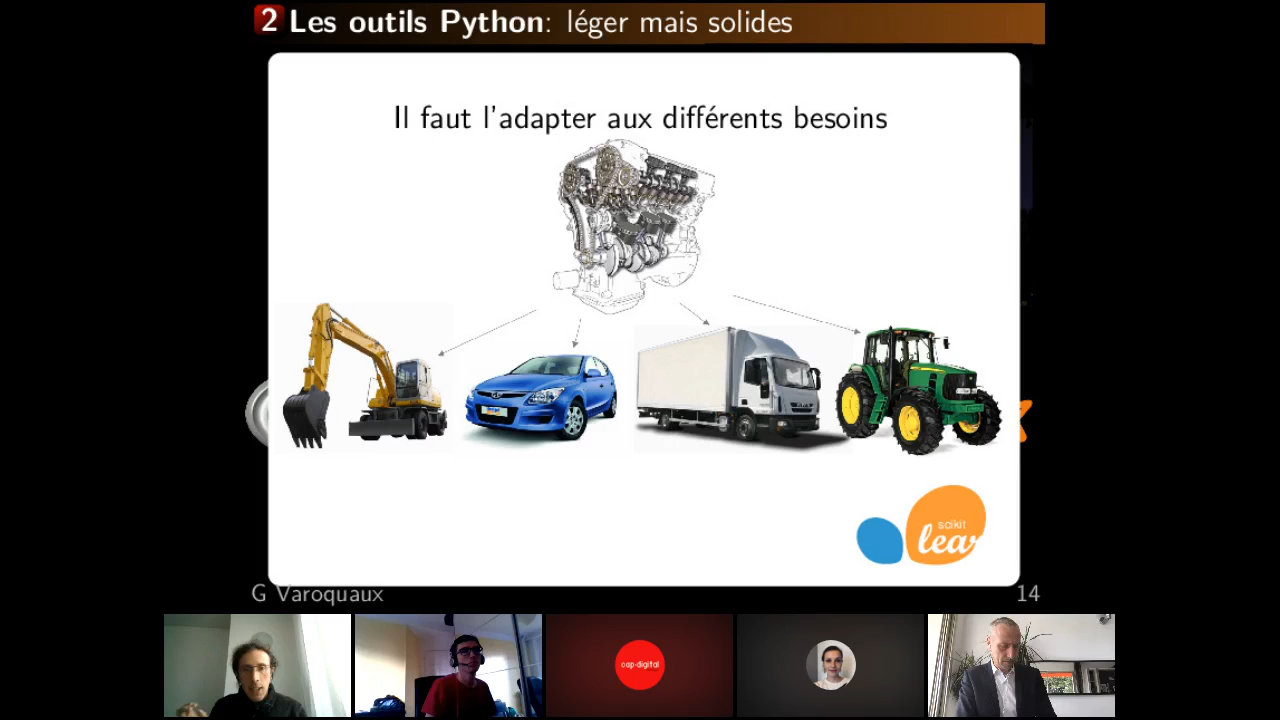 2 Les outils Python: léger mais solides
Il faut l'adapter aux différents besoins
scikit
lear
G Varoquaux
14
cap·digital